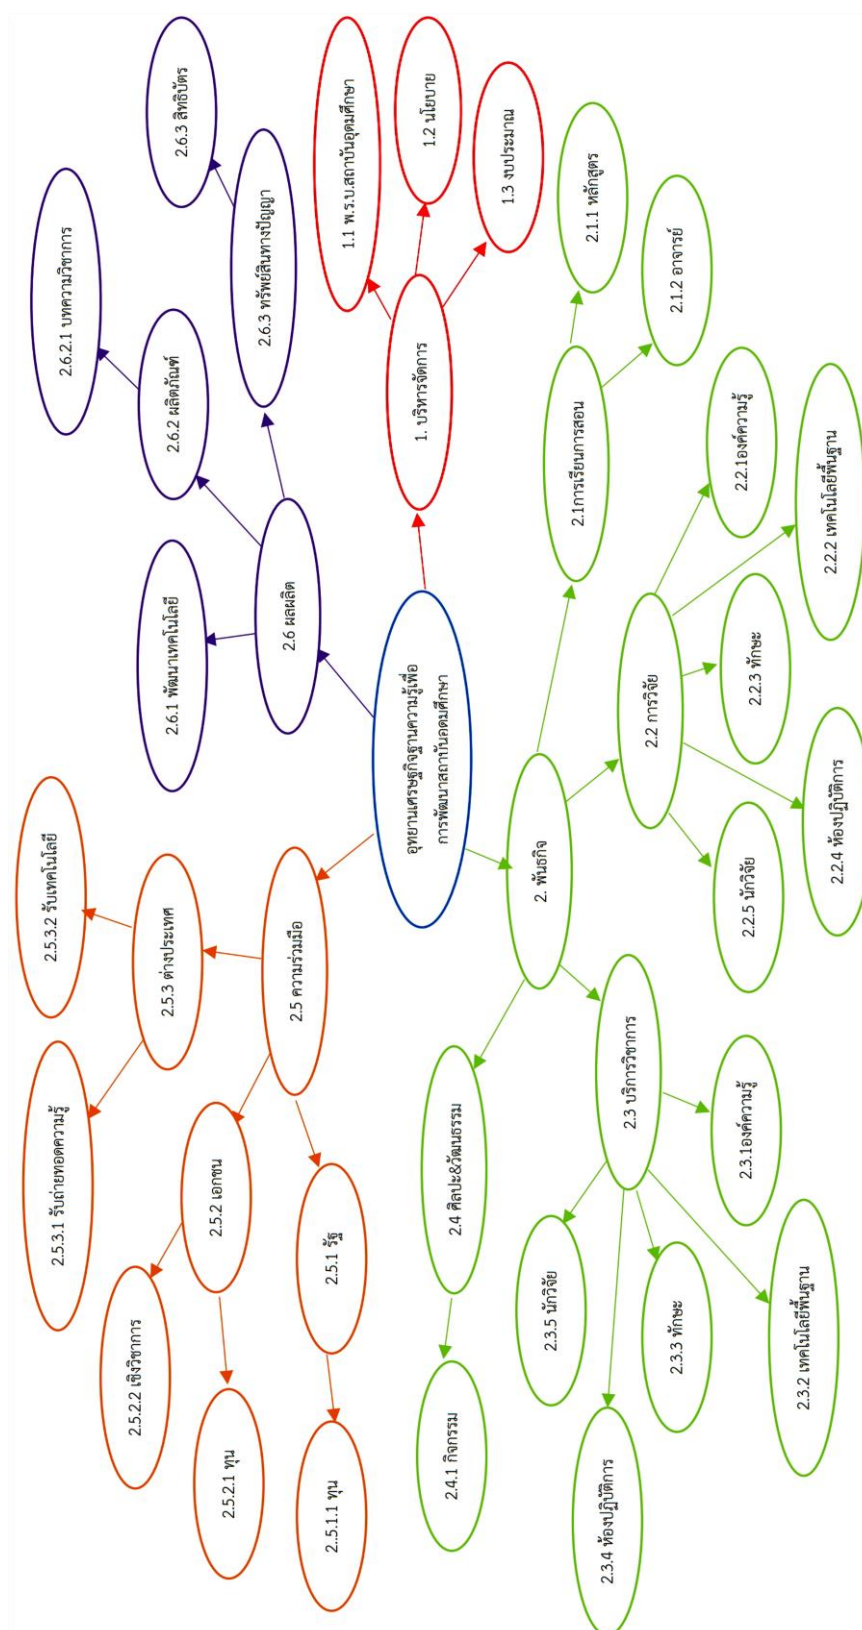 อุทยานเศรษฐกิจฐานความรู้เพื่อ
การพัฒนาสถาบันอุดมศึกษา
1. บริหารจัดการ
1.1 พ.ร.บ.สถาบันอุดมศึกษา
1.2 นโยบาย
1.3 งบประมาณ
2. พันธกิจ
2.1การเรียนการสอน
2.1.1 หลักสูตร
2.1.2 อาจารย์
2.2 การวิจัย
2.2.1องค์ความรู้
2.2.2 เทคโนโลยีพื้นฐาน
2.2.3 ทักษะ
2.2.4 ห้องปฏิบัติการ
2.2.5 นักวิจัย
2.3 บริการวิชาการ
2.3.1องค์ความรู้
2.3.2 เทคโนโลยีพื้นฐาน
2.3.3 ทักษะ
2.3.4 ห้องปฏิบัติการ
2.3.5 นักวิจัย
2.4 ศิลปะ&วัฒนธรรม
2.4.1 กิจกรรม
2.5 ความร่วมมือ
2.5.1 รัฐ
2..5.1.1 ทุน
2.5.2 เอกชน
2.5.2.1 ทุน
2.5.2.2 เชิงวิชาการ
2.5.3 ต่างประเทศ
2.5.3.1 รับถ่ายทอดความรู้
2.5.3.2 รับเทคโนโลยี
2.6 ผลผลิต
2.6.1 พัฒนาเทคโนโลยี
2.6.2 ผลิตภัณฑ์
2.6.2.1 บทความวิชาการ
2.6.3 ทรัพย์สินทางปัญญา
2.6.3 สิทธิบัตร